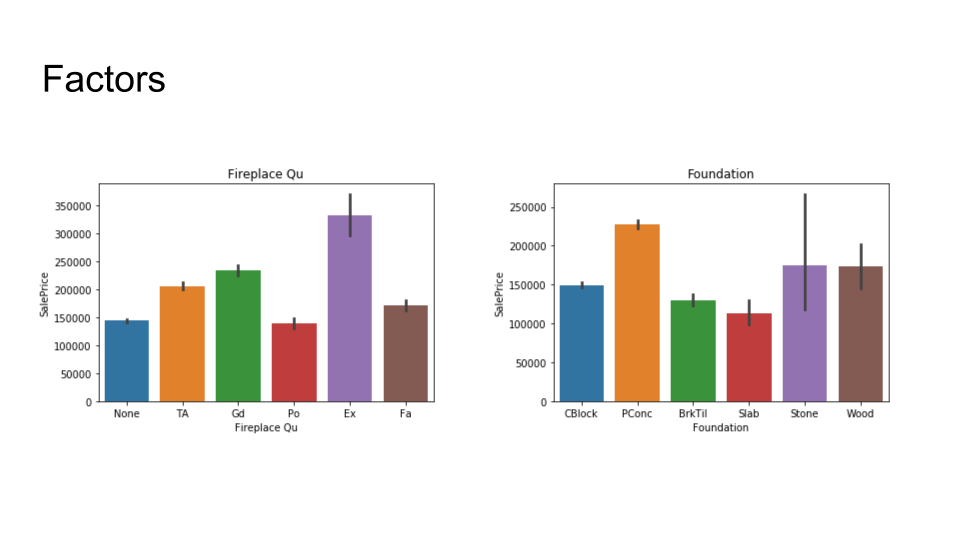 Factors
Fireplace Qu
SalePrice
350000
300000
250000
200000
150000
100000
50000
0
None TA Gd Po Ex Fa
Fireplace Qu
Foundation
SalePrice
250000
200000
150000
100000
50000
0
CBlock PConc BrkTil Slab Stone Wood
Foundation